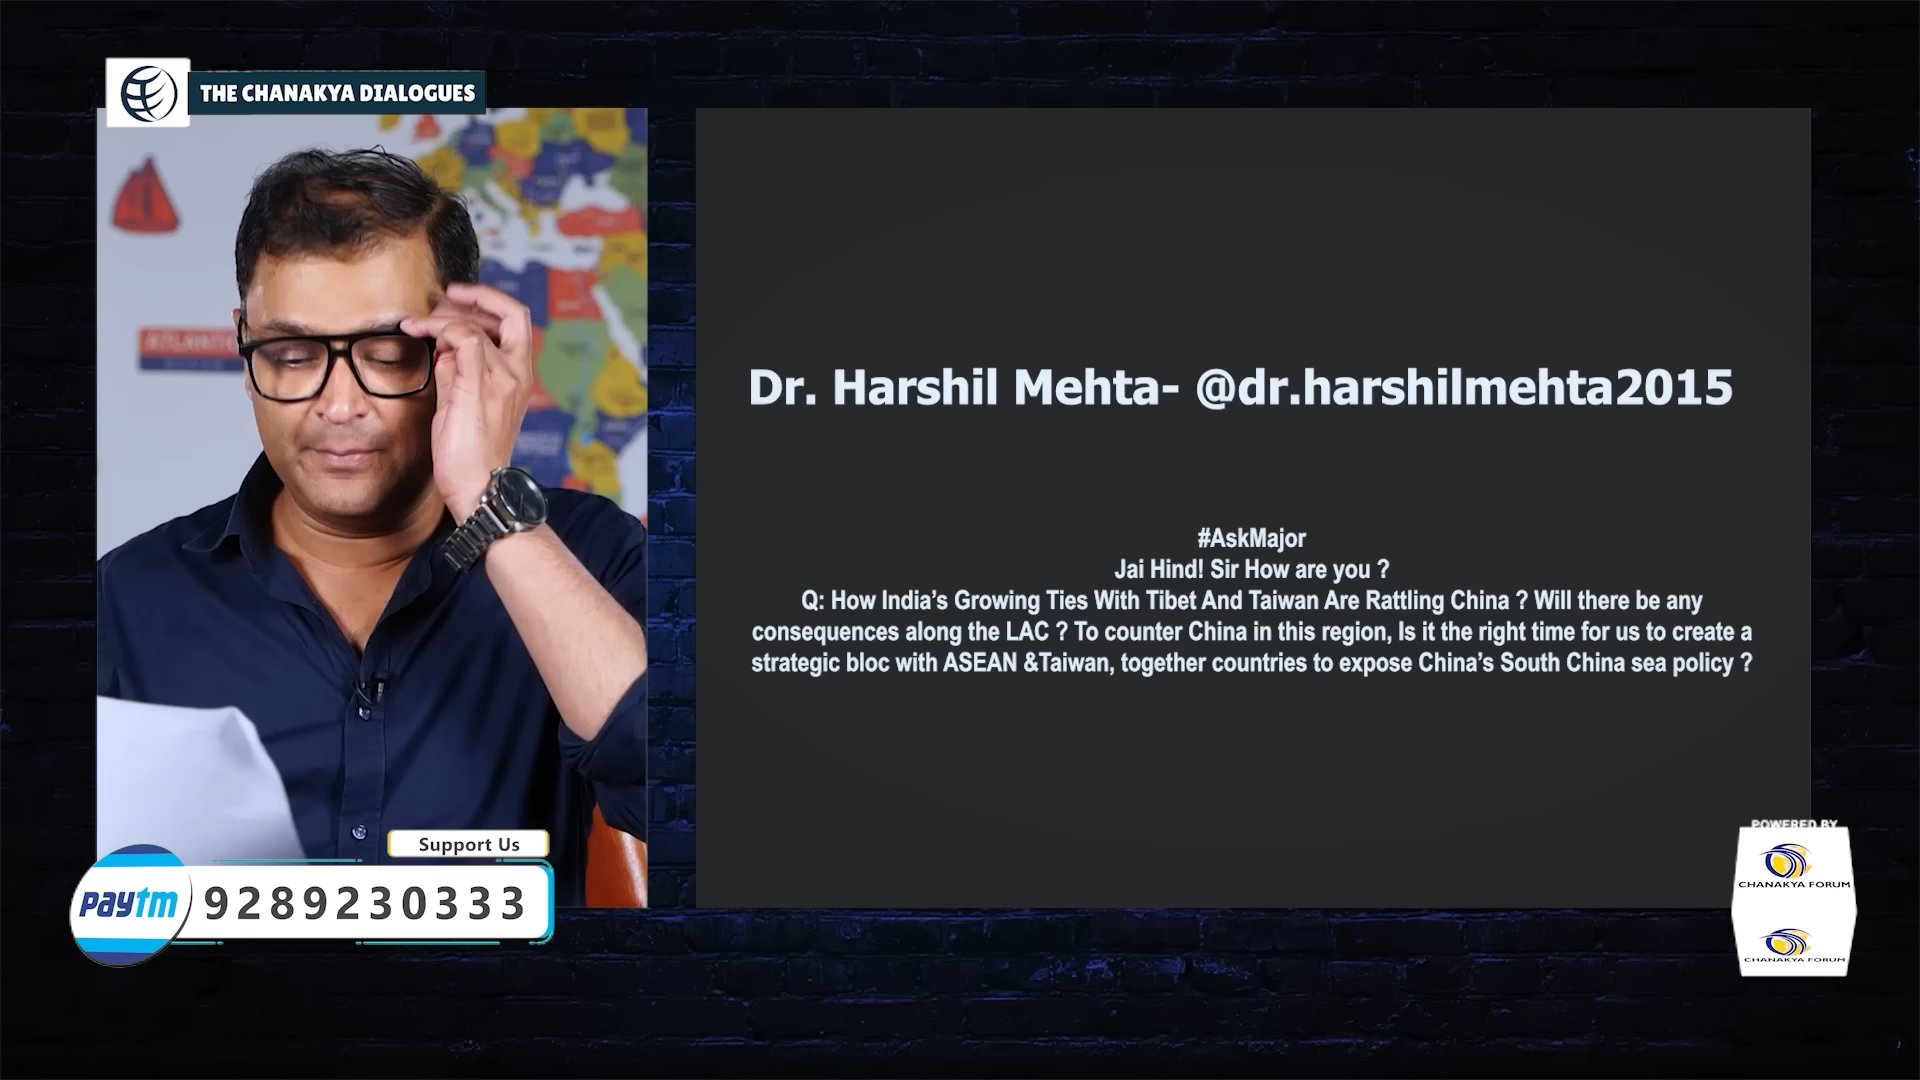 THE CHANAKYA DIALOGUES
Dr. Harshil Mehta- @dr.harshilmehta2015
#AskMajor
Jai Hind! Sir How are you ?
Q: How India’s Growing Ties With Tibet And Taiwan Are Rattling China ? Will there be any
consequences along the LAC ? To counter China in this region, Is it the right time for us to create a
strategic bloc with ASEAN &Taiwan, together countries to expose China’s South China sea policy ?
Support Us
paytm 9289230333
POWERED BY
CHANAKYA FORUM
CHANAKYA FORUM